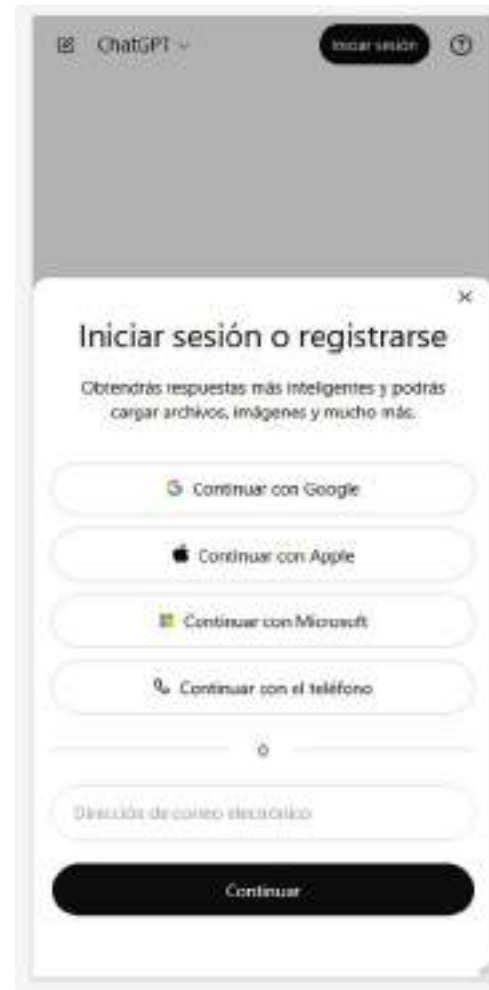 ChatGPT
Iniciar sesión
Iniciar sesión o registrarse
Obtendrás respuestas más inteligentes y podrás
cargar archivos, imágenes y mucho más.
Continuar con Google
Continuar con Apple
Continuar con Microsoft
Continuar con el teléfono
o
Dirección de correo electrónico
Continuar